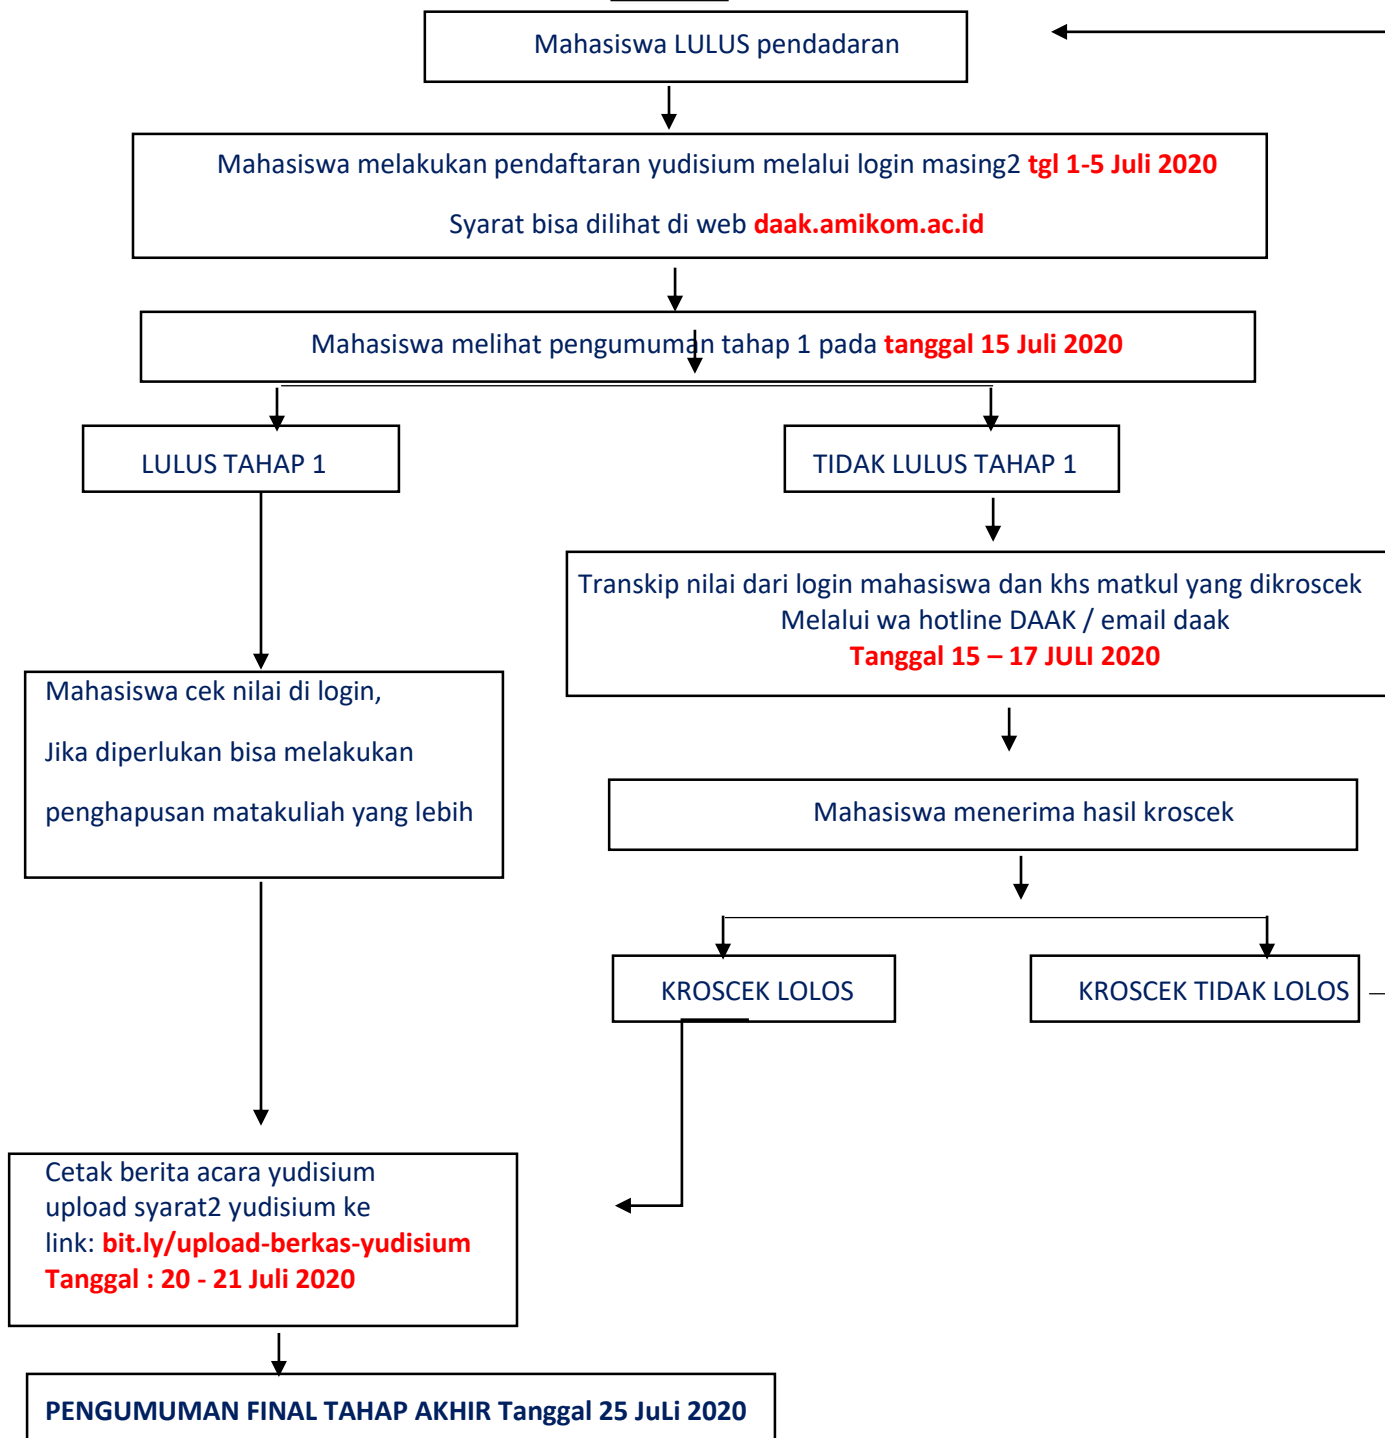 Mahasiswa LULUS pendadaran
Mahasiswa melakukan pendaftaran yudisium melalui login masing2 tgl 1-5 Juli 2020
Syarat bisa dilihat di web daak.amikom.ac.id
Mahasiswa melihat pengumuman tahap 1 pada tanggal 15 Juli 2020
LULUS TAHAP 1
TIDAK LULUS TAHAP 1
Transkip nilai dari login mahasiswa dan khs matkul yang dikroscek
Melalui wa hotline DAAK / email daak
Tanggal 15 – 17 JULI 2020
Mahasiswa cek nilai di login,
Jika diperlukan bisa melakukan
penghapusan matakuliah yang lebih
Mahasiswa menerima hasil kroscek
KROSCEK LOLOS
KROSCEK TIDAK LOLOS
Cetak berita acara yudisium
upload syarat2 yudisium ke
link: bit.ly/upload-berkas-yudisium
Tanggal : 20 - 21 Juli 2020
PENGUMUMAN FINAL TAHAP AKHIR Tanggal 25 JuLi 2020